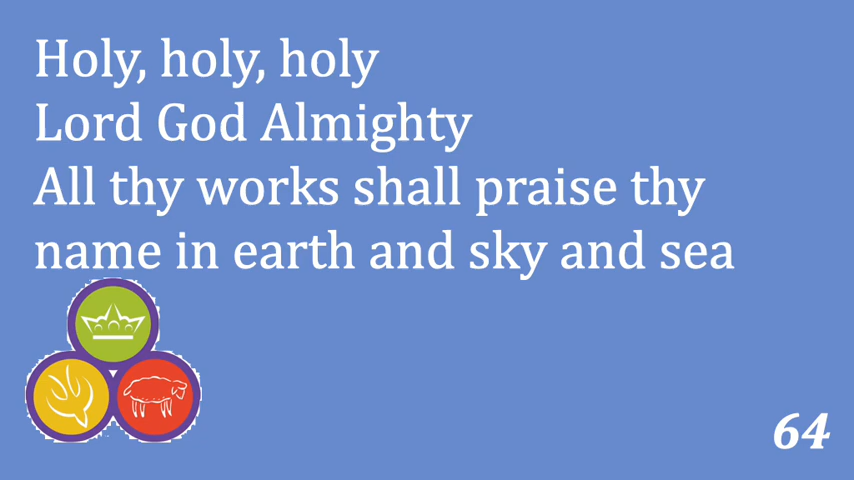 Holy, holy, holy
Lord God Almighty
All thy works shall praise thy
name in earth and sky and sea
64